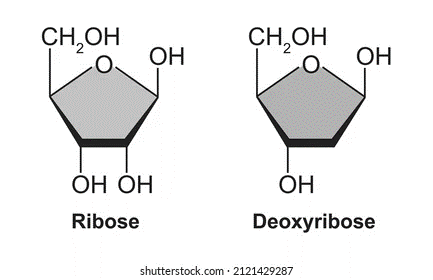 CH₂OH OH CH₂OH OH
O O
OH OH OH
Ribose Deoxyribose
shutterstock.com · 2121429287